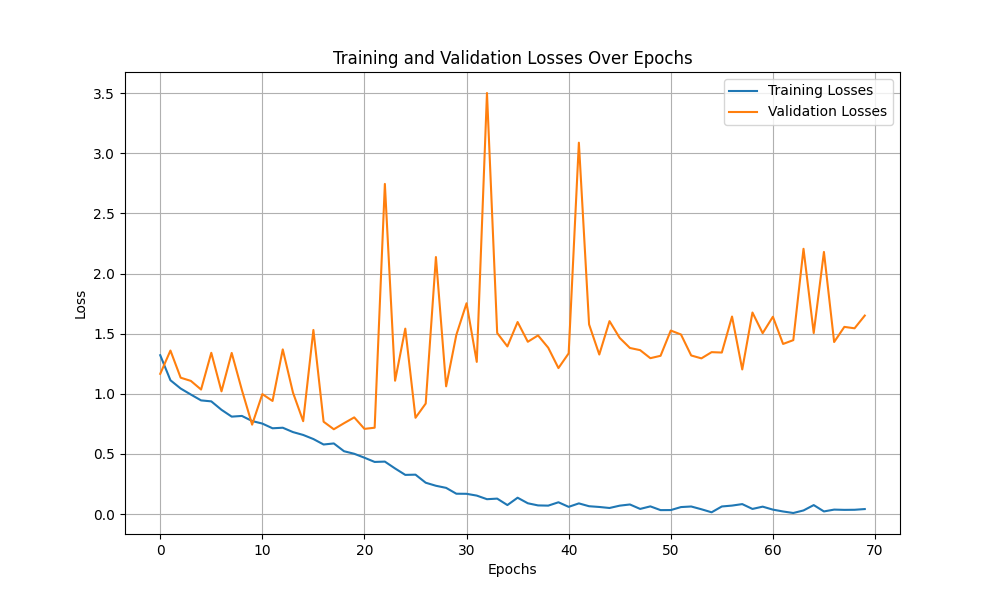 Training and Validation Losses Over Epochs
Training Losses
Validation Losses
3.5
3.0
2.5
2.0
1.5
1.0
0.5
0.0
Loss
0 10 20 30 40 50 60 70
Epochs